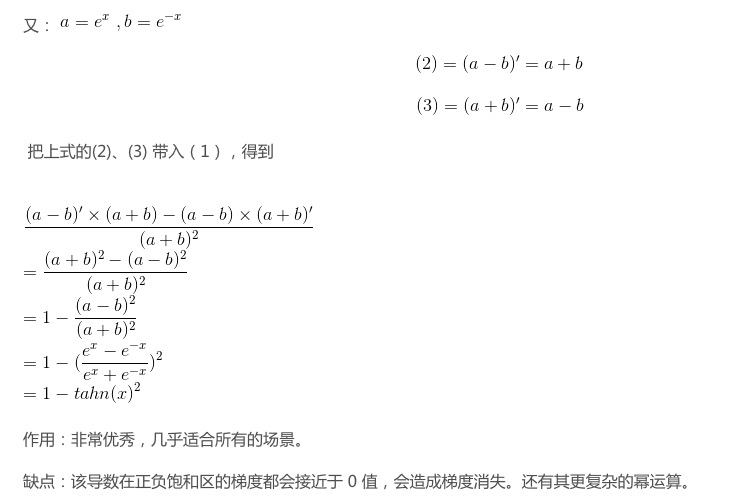 又： a = e^x , b = e^{-x}
(2) = (a − b)′ = a + b
(3) = (a + b)′ = a − b
把上式的(2)、(3) 带入（1），得到
\frac{(a − b)′ × (a + b) − (a − b) × (a + b)′}{(a + b)^2}
= \frac{(a + b)^2 − (a − b)^2}{(a + b)^2}
= 1 − \frac{(a − b)^2}{(a + b)^2}
= 1 − (\frac{e^x − e^{-x}}{e^x + e^{-x}})^2
= 1 − tahn(x)^2
作用：非常优秀，几乎适合所有的场景。
缺点：该导数在正负饱和区的梯度都会接近于 0 值，会造成梯度消失。还有其更复杂的幂运算。